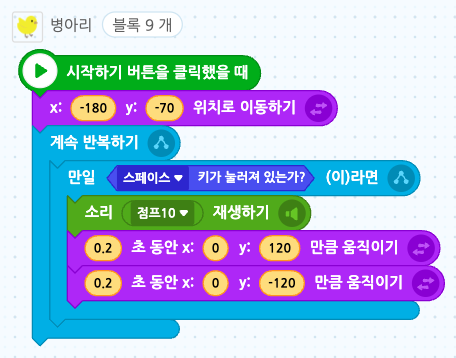 병아리 블록 9 개
시작하기 버튼을 클릭했을 때
x: -180 y: -70 위치로 이동하기
계속 반복하기
만일 스페이스 키가 눌러져 있는가? (이)라면
소리 점프10 재생하기
0.2 초 동안 x: 0 y: 120 만큼 움직이기
0.2 초 동안 x: 0 y: -120 만큼 움직이기